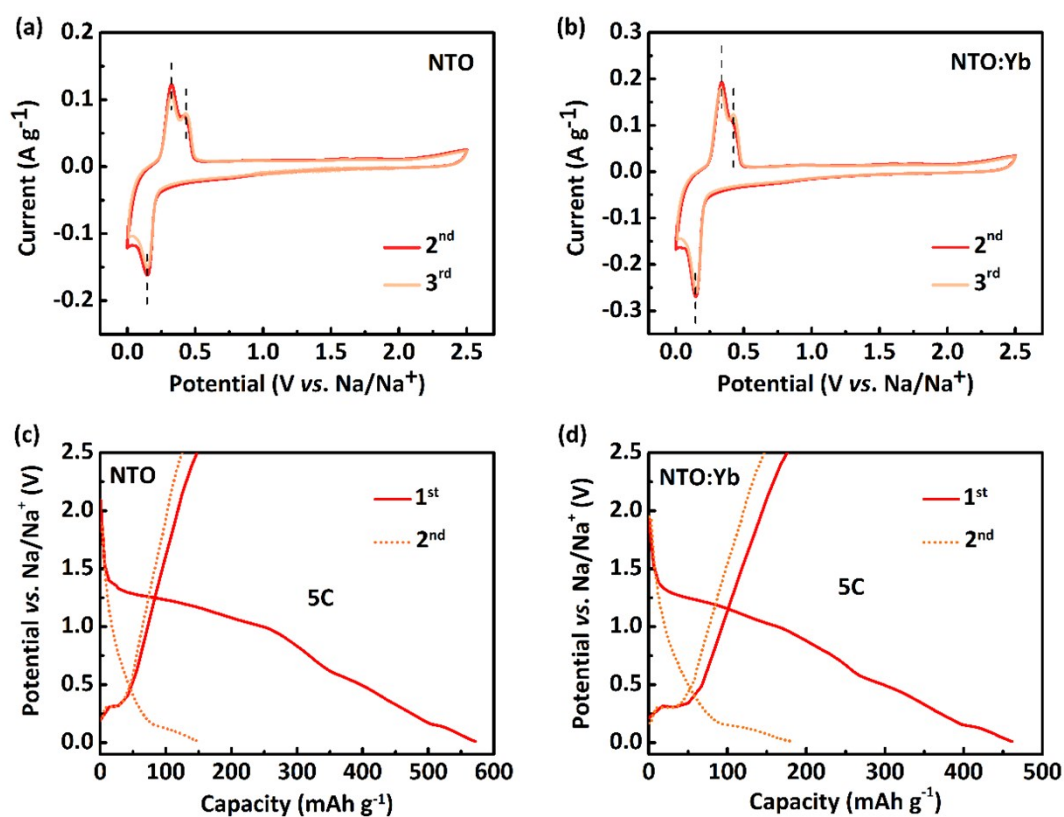 (a)
NTO
Current (A g⁻¹)
0.2
0.1
0.0
-0.1
-0.2
2nd
3rd
0.0 0.5 1.0 1.5 2.0 2.5
Potential (V vs. Na/Na⁺)
(b)
NTO:Yb
Current (A g⁻¹)
0.3
0.2
0.1
0.0
-0.1
-0.2
-0.3
2nd
3rd
0.0 0.5 1.0 1.5 2.0 2.5
Potential (V vs. Na/Na⁺)
(c)
NTO
Potential vs. Na/Na⁺ (V)
2.5
2.0
1.5
1.0
0.5
0.0
1st
2nd
5C
0 100 200 300 400 500 600
Capacity (mAh g⁻¹)
(d)
NTO:Yb
Potential vs. Na/Na⁺ (V)
2.5
2.0
1.5
1.0
0.5
0.0
1st
2nd
5C
0 100 200 300 400 500
Capacity (mAh g⁻¹)